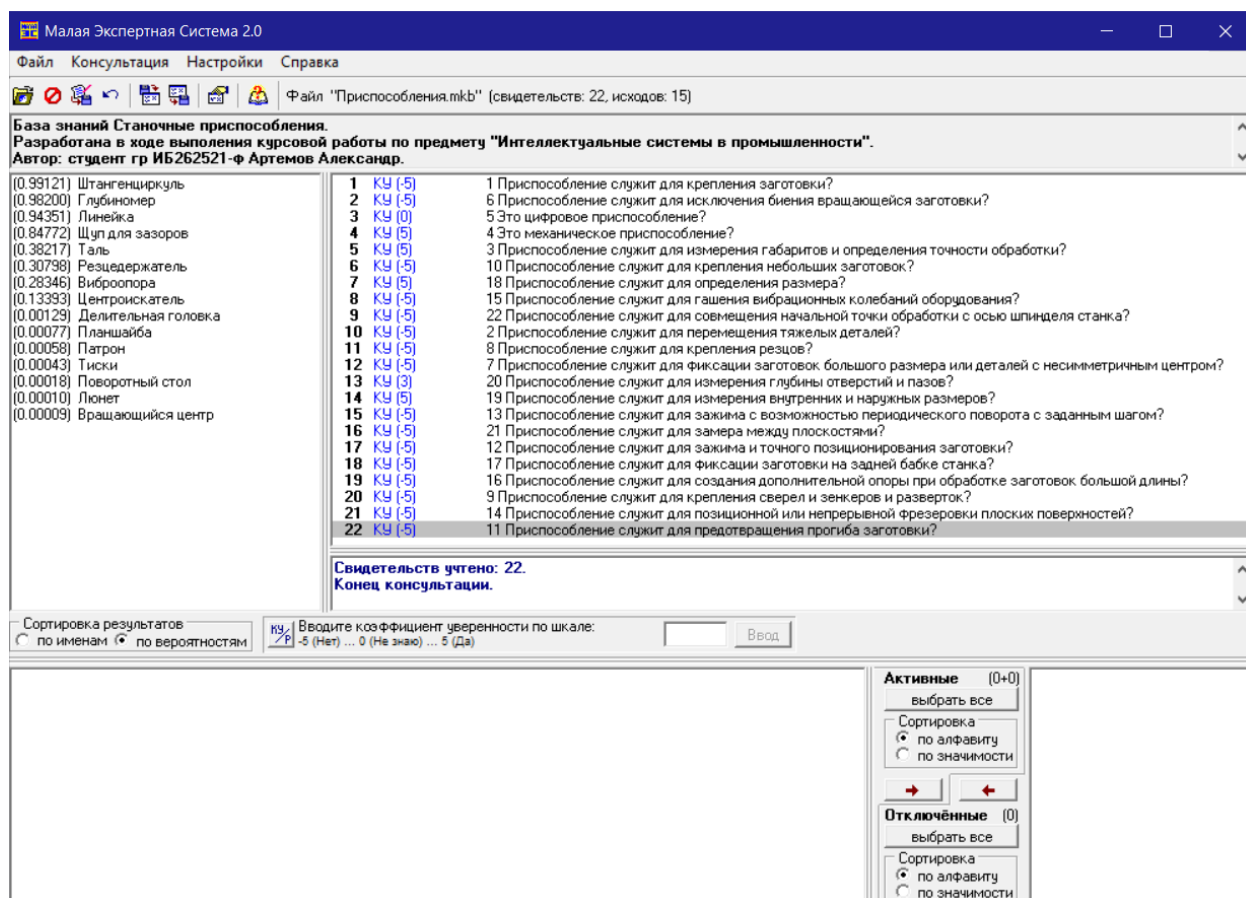 Малая Экспертная Система 2.0
Файл Консультация Настройки Справка
Файл "Приспособления.mkb" (свидетельств: 22, исходов: 15)
База знаний Станочные приспособления.
Разработана в ходе выполения курсовой работы по предмету "Интеллектуальные системы в промышленности".
Автор: студент гр ИБ262521-ф Артемов Александр.
(0.99121) Штангенциркуль
(0.98200) Глубиномер
(0.94351) Линейка
(0.84772) Щуп для зазоров
(0.38217) Таль
(0.30798) Резцедержатель
(0.28346) Виброопора
(0.13393) Центроискатель
(0.00129) Делительная головка
(0.00077) Планшайба
(0.00058) Патрон
(0.00043) Тиски
(0.00018) Поворотный стол
(0.00010) Люнет
(0.00009) Вращающийся центр
1 КУ (-5) 1 Приспособление служит для крепления заготовки?
2 КУ (-5) 6 Приспособление служит для исключения биения вращающейся заготовки?
3 КУ (0) 5 Это цифровое приспособление?
4 КУ (5) 4 Это механическое приспособление?
5 КУ (5) 3 Приспособление служит для измерения габаритов и определения точности обработки?
6 КУ (-5) 10 Приспособление служит для крепления небольших заготовок?
7 КУ (5) 18 Приспособление служит для определения размера?
8 КУ (-5) 15 Приспособление служит для гашения вибрационных колебаний оборудования?
9 КУ (-5) 22 Приспособление служит для совмещения начальной точки обработки с осью шпинделя станка?
10 КУ (-5) 2 Приспособление служит для перемещения тяжелых деталей?
11 КУ (-5) 8 Приспособление служит для крепления резцов?
12 КУ (-5) 7 Приспособление служит для фиксации заготовок большого размера или деталей с несимметричным центром?
13 КУ (3) 20 Приспособление служит для измерения глубины отверстий и пазов?
14 КУ (5) 19 Приспособление служит для измерения внутренних и наружных размеров?
15 КУ (-5) 13 Приспособление служит для зажима с возможностью периодического поворота с заданным шагом?
16 КУ (-5) 21 Приспособление служит для замера между плоскостями?
17 КУ (-5) 12 Приспособление служит для зажима и точного позиционирования заготовки?
18 КУ (-5) 17 Приспособление служит для фиксации заготовки на задней бабке станка?
19 КУ (-5) 16 Приспособление служит для создания дополнительной опоры при обработке заготовок большой длины?
20 КУ (-5) 9 Приспособление служит для крепления сверел и зенкеров и разверток?
21 КУ (-5) 14 Приспособление служит для позиционной или непрерывной фрезеровки плоских поверхностей?
22 КУ (-5) 11 Приспособление служит для предотвращения прогиба заготовки?
Свидетельств учтено: 22.
Конец консультации.
Сортировка результатов
по именам по вероятностям
КУ/Р
Вводите коэффициент уверенности по шкале:
-5 (Нет) ... 0 (Не знаю) ... 5 (Да)
Ввод
Активные (0+0)
выбрать все
Сортировка
по алфавиту
по значимости
Отключённые (0)
выбрать все
Сортировка
по алфавиту
по значимости